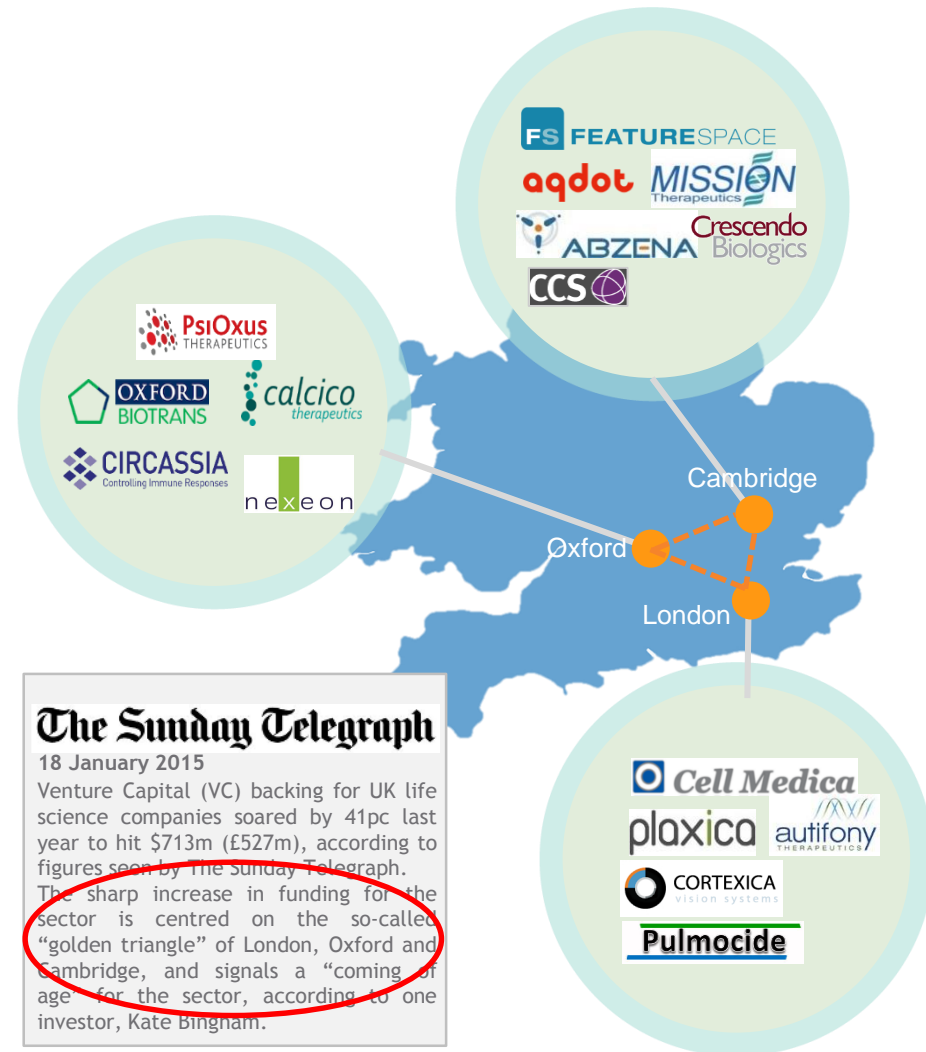 FS FEATURESPACE
aqdot MISSION
Therapeutics
ABZENA Crescendo
Biologics
CCS
PsiOxus
THERAPEUTICS
OXFORD
BIOTRANS
calcico
therapeutics
CIRCASSIA
Controlling Immune Responses
nexeon
Cambridge
Oxford
London
The Sunday Telegraph
18 January 2015
Venture Capital (VC) backing for UK life
science companies soared by 41pc last
year to hit $713m (£527m), according to
figures seen by The Sunday Telegraph.
The sharp increase in funding for the
sector is centred on the so-called
“golden triangle” of London, Oxford and
Cambridge, and signals a “coming of
age” for the sector, according to one
investor, Kate Bingham.
Cell Medica
plaxica
autifony
THERAPEUTICS
CORTEXICA
vision systems
Pulmocide